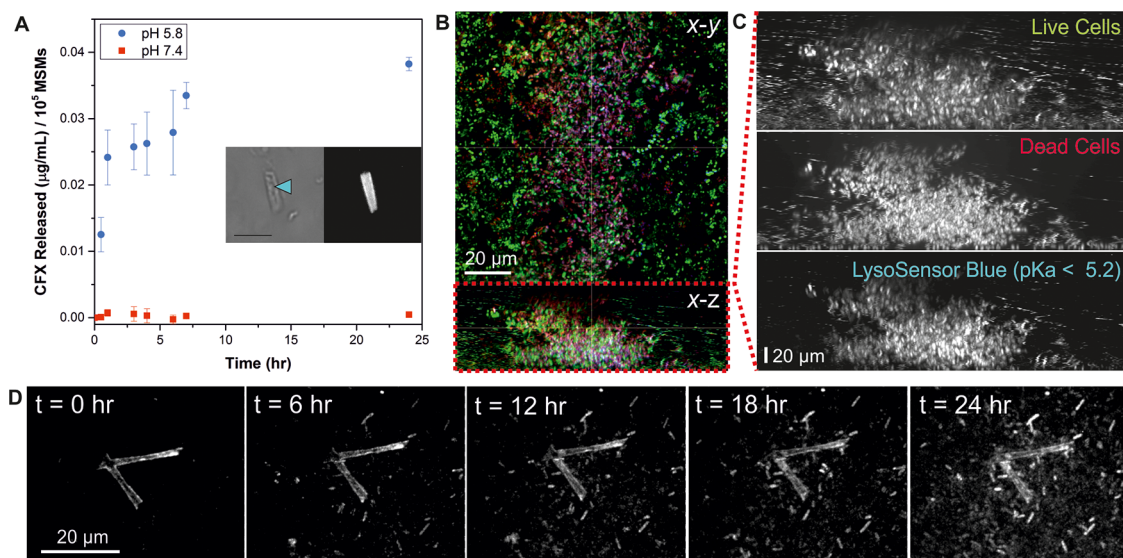 A
pH 5.8
pH 7.4
0.04
0.03
0.02
0.01
0.00
CFX Released (μg/mL) / 10⁵ MSMs
0
5
10
15
20
25
Time (hr)
B
x-y
20 μm
x-z
C
Live Cells
Dead Cells
LysoSensor Blue (pKa < 5.2)
20 μm
D
t = 0 hr
t = 6 hr
t = 12 hr
t = 18 hr
t = 24 hr
20 μm